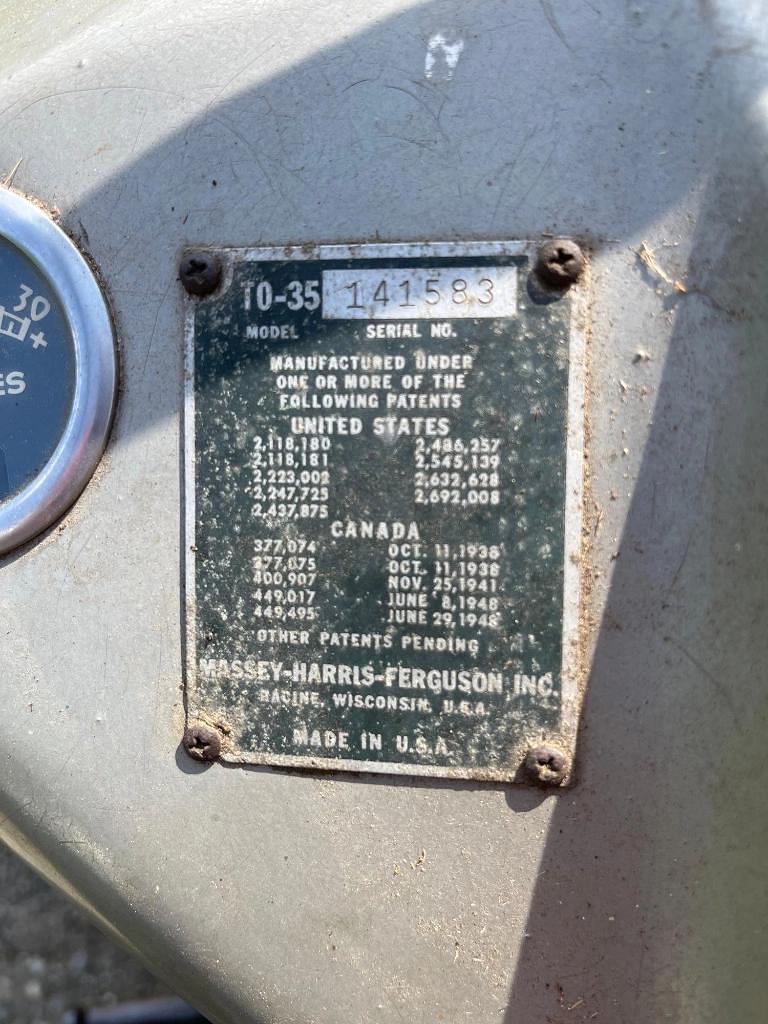 30
E
+
ES
TO-35 141583
MODEL SERIAL NO.
MANUFACTURED UNDER
ONE OR MORE OF THE
FOLLOWING PATENTS
UNITED STATES
2,118,180 2,486,257
2,118,181 2,545,139
2,223,002 2,632,628
2,247,725 2,692,008
2,437,875
CANADA
377,074 OCT. 11,1938
377,075 OCT. 11,1938
400,907 NOV. 25,1941
449,017 JUNE 8,1948
449,495 JUNE 29,1948
OTHER PATENTS PENDING
MASSEY-HARRIS-FERGUSON, INC.
RACINE, WISCONSIN, U.S.A.
MADE IN U.S.A.